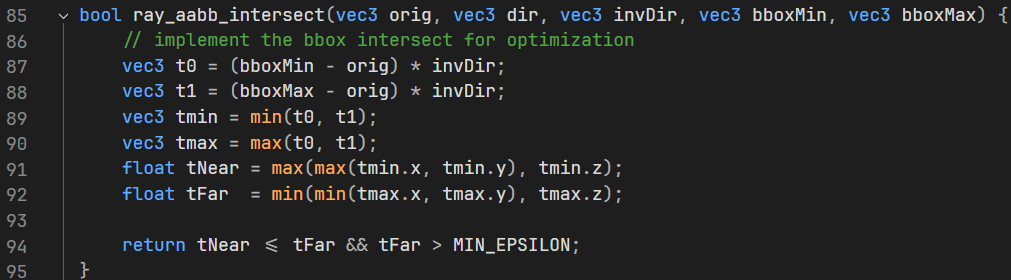 85 bool ray_aabb_intersect(vec3 orig, vec3 dir, vec3 invDir, vec3 bboxMin, vec3 bboxMax) {
86     // implement the bbox intersect for optimization
87     vec3 t0 = (bboxMin - orig) * invDir;
88     vec3 t1 = (bboxMax - orig) * invDir;
89     vec3 tmin = min(t0, t1);
90     vec3 tmax = max(t0, t1);
91     float tNear = max(max(tmin.x, tmin.y), tmin.z);
92     float tFar  = min(min(tmax.x, tmax.y), tmax.z);
93
94     return tNear <= tFar && tFar > MIN_EPSILON;
95 }